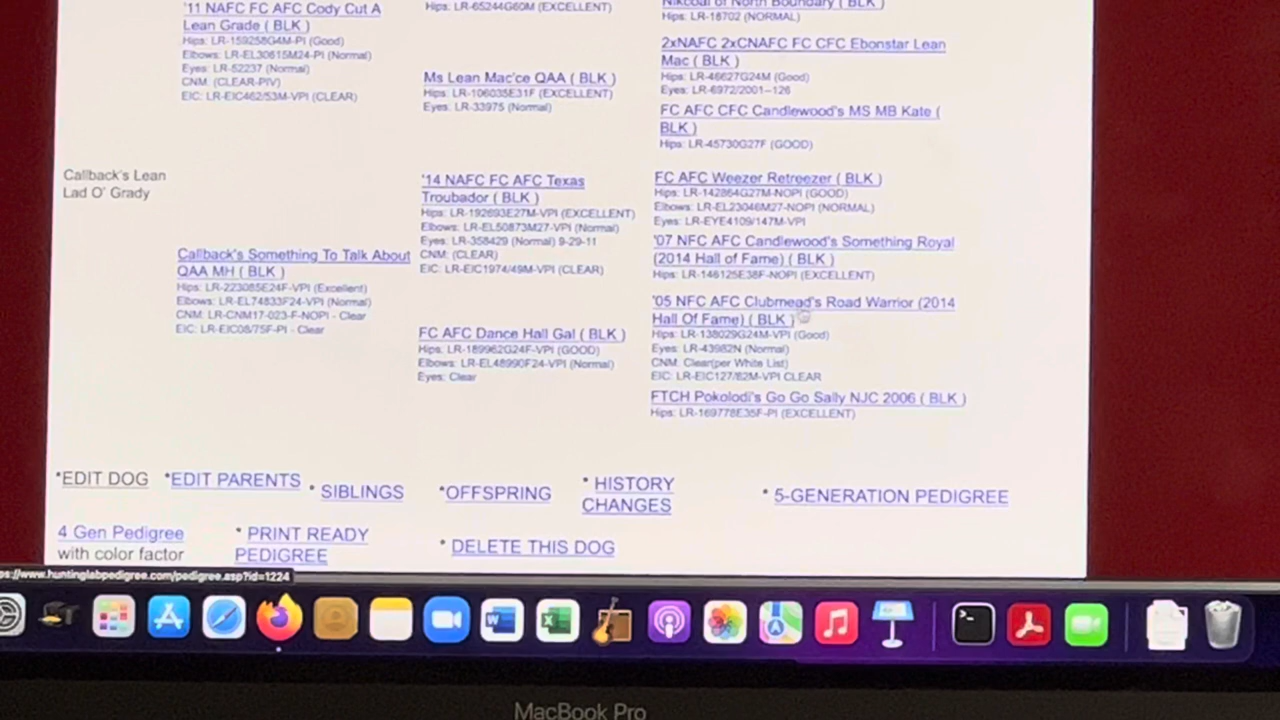 '11 NAFC FC AFC Cody Cut A
Lean Grade ( BLK )
Hips: LR-159258G4M-PI (Good)
Elbows: LR-EL30615M24-PI (Normal)
Eyes: LR-52237 (Normal)
CNM: (CLEAR-PIV)
EIC: LR-EIC462/53M-VPI (CLEAR)
Hips: LR-65244G60M (EXCELLENT)
Ms Lean Mac'ce QAA ( BLK )
Hips: LR-106035E31F (EXCELLENT)
Eyes: LR-33975 (Normal)
Nikcoal of North Boundary ( BLK )
Hips: LR-16702 (NORMAL)
2xNAFC 2xCNAFC FC CFC Ebonstar Lean
Mac ( BLK )
Hips: LR-46627G24M (Good)
Eyes: LR-6972/2001--126
FC AFC CFC Candlewood's MS MB Kate (
BLK )
Hips: LR-45730G27F (GOOD)
Callback's Lean
Lad O' Grady
Callback's Something To Talk About
QAA MH ( BLK )
Hips: LR-223085E24F-VPI (Excellent)
Elbows: LR-EL74833F24-VPI (Normal)
CNM: LR-CNM17-023-F-NOPI - Clear
EIC: LR-EIC08/75F-PI - Clear
'14 NAFC FC AFC Texas
Troubador ( BLK )
Hips: LR-192693E27M-VPI (EXCELLENT)
Elbows: LR-EL50873M27-VPI (Normal)
Eyes: LR-358429 (Normal) 9-29-11
CNM: (CLEAR)
EIC: LR-EIC1974/49M-VPI (CLEAR)
FC AFC Dance Hall Gal ( BLK )
Hips: LR-189962G24F-VPI (GOOD)
Elbows: LR-EL48990F24-VPI (Normal)
Eyes: Clear
FC AFC Weezer Retreezer ( BLK )
Hips: LR-142864G27M-NOPI (GOOD)
Elbows: LR-EL23046M27-NOPI (NORMAL)
Eyes: LR-EYE4109/147M-VPI
'07 NFC AFC Candlewood's Something Royal
(2014 Hall of Fame) ( BLK )
Hips: LR-146125E38F-NOPI (EXCELLENT)
'05 NFC AFC Clubmead's Road Warrior (2014
Hall Of Fame) ( BLK )
Hips: LR-138029G24M-VPI (Good)
Eyes: LR-43982N (Normal)
CNM: Clear(per White List)
EIC: LR-EIC127/82M-VPI CLEAR
FTCH Pokolodi's Go Go Sally NJC 2006 ( BLK )
Hips: LR-169778E35F-PI (EXCELLENT)
*EDIT DOG
*EDIT PARENTS
* SIBLINGS
*OFFSPRING
* HISTORY
CHANGES
* 5-GENERATION PEDIGREE
4 Gen Pedigree
with color factor
* PRINT READY
PEDIGREE
* DELETE THIS DOG
ps://www.huntinglabpedigree.com/pedigree.asp?id=1224
MacBook Pro